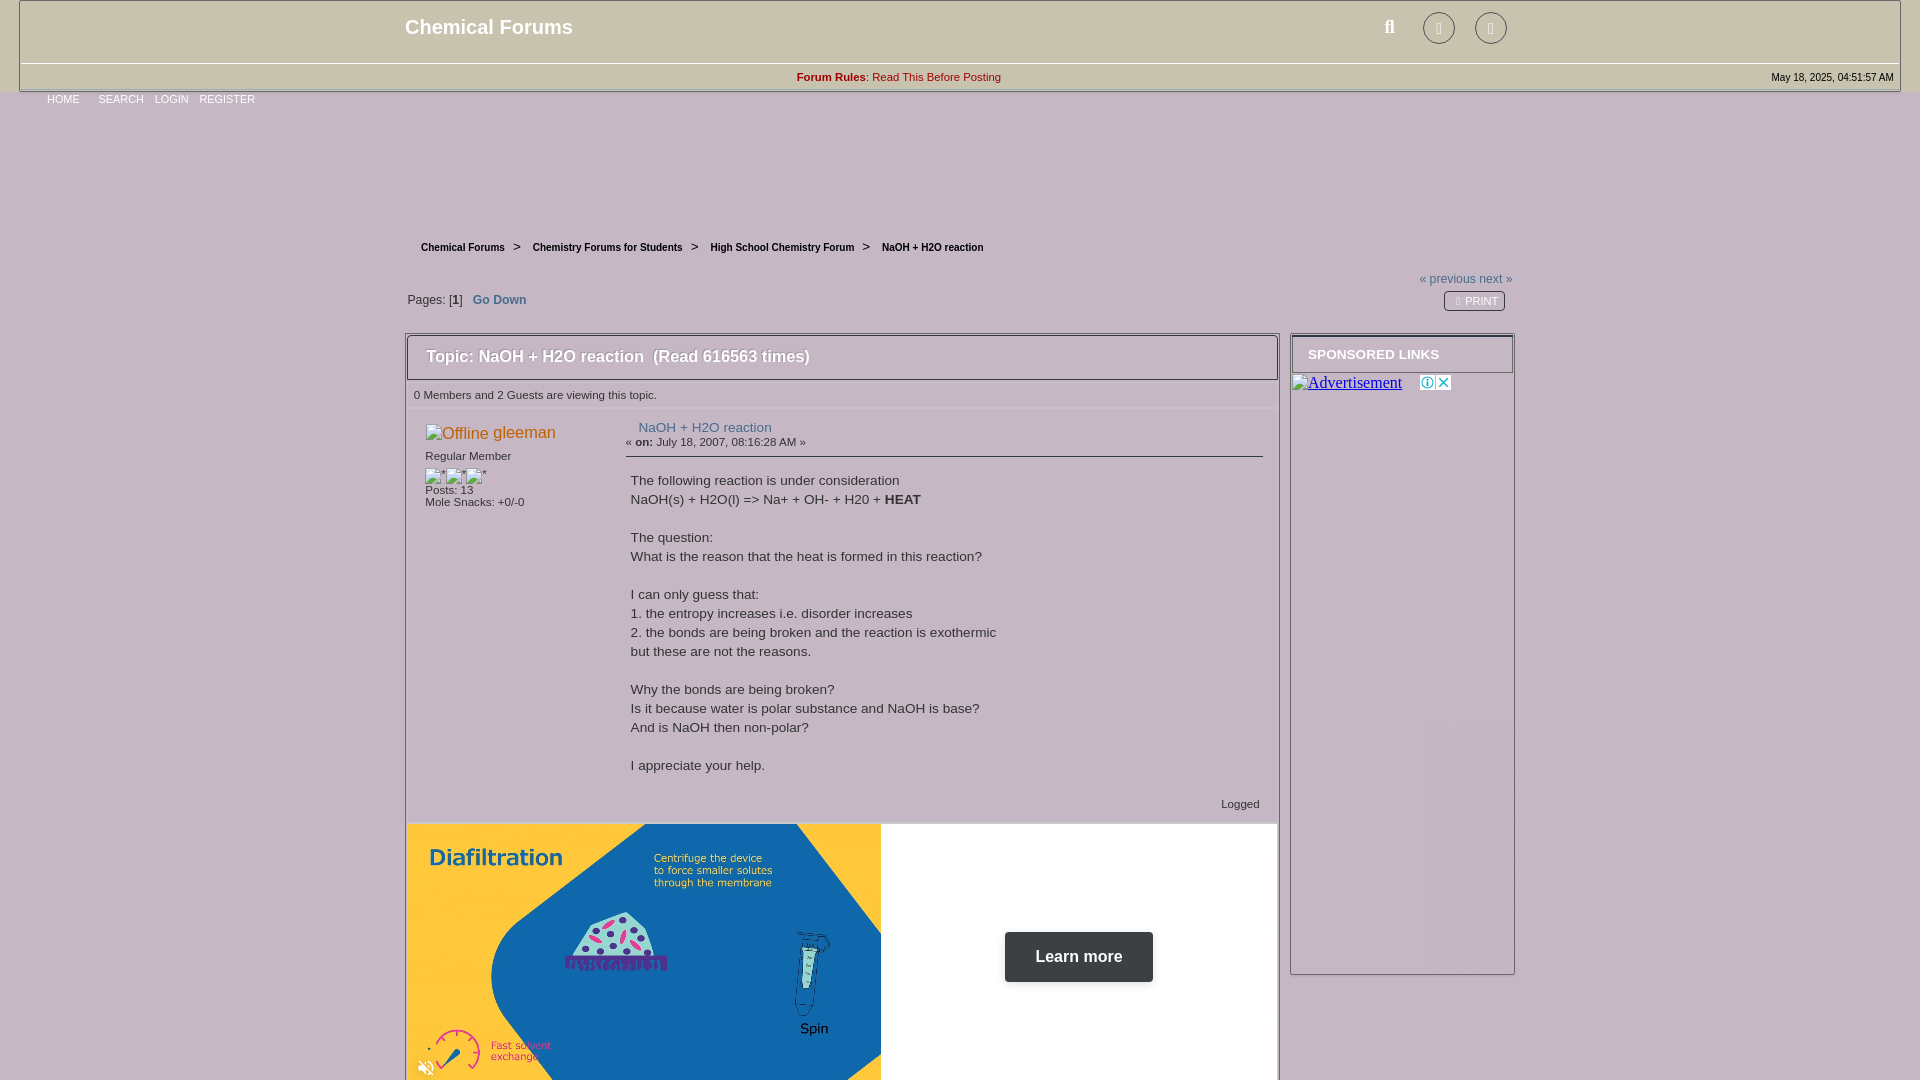 Chemical Forums
Forum Rules: Read This Before Posting
May 18, 2025, 04:51:57 AM
HOME SEARCH LOGIN REGISTER
Chemical Forums > Chemistry Forums for Students > High School Chemistry Forum > NaOH + H2O reaction
« previous next »
Pages: [1] Go Down
PRINT
Topic: NaOH + H2O reaction (Read 616563 times)
SPONSORED LINKS
Advertisement
0 Members and 2 Guests are viewing this topic.
Offline gleeman
Regular Member
***
Posts: 13
Mole Snacks: +0/-0
NaOH + H2O reaction
« on: July 18, 2007, 08:16:28 AM »
The following reaction is under consideration
NaOH(s) + H2O(l) => Na+ + OH- + H20 + HEAT
The question:
What is the reason that the heat is formed in this reaction?
I can only guess that:
1. the entropy increases i.e. disorder increases
2. the bonds are being broken and the reaction is exothermic
but these are not the reasons.
Why the bonds are being broken?
Is it because water is polar substance and NaOH is base?
And is NaOH then non-polar?
I appreciate your help.
Logged
Diafiltration
Centrifuge the device
to force smaller solutes
through the membrane
Spin
Fast solvent
exchange
Learn more